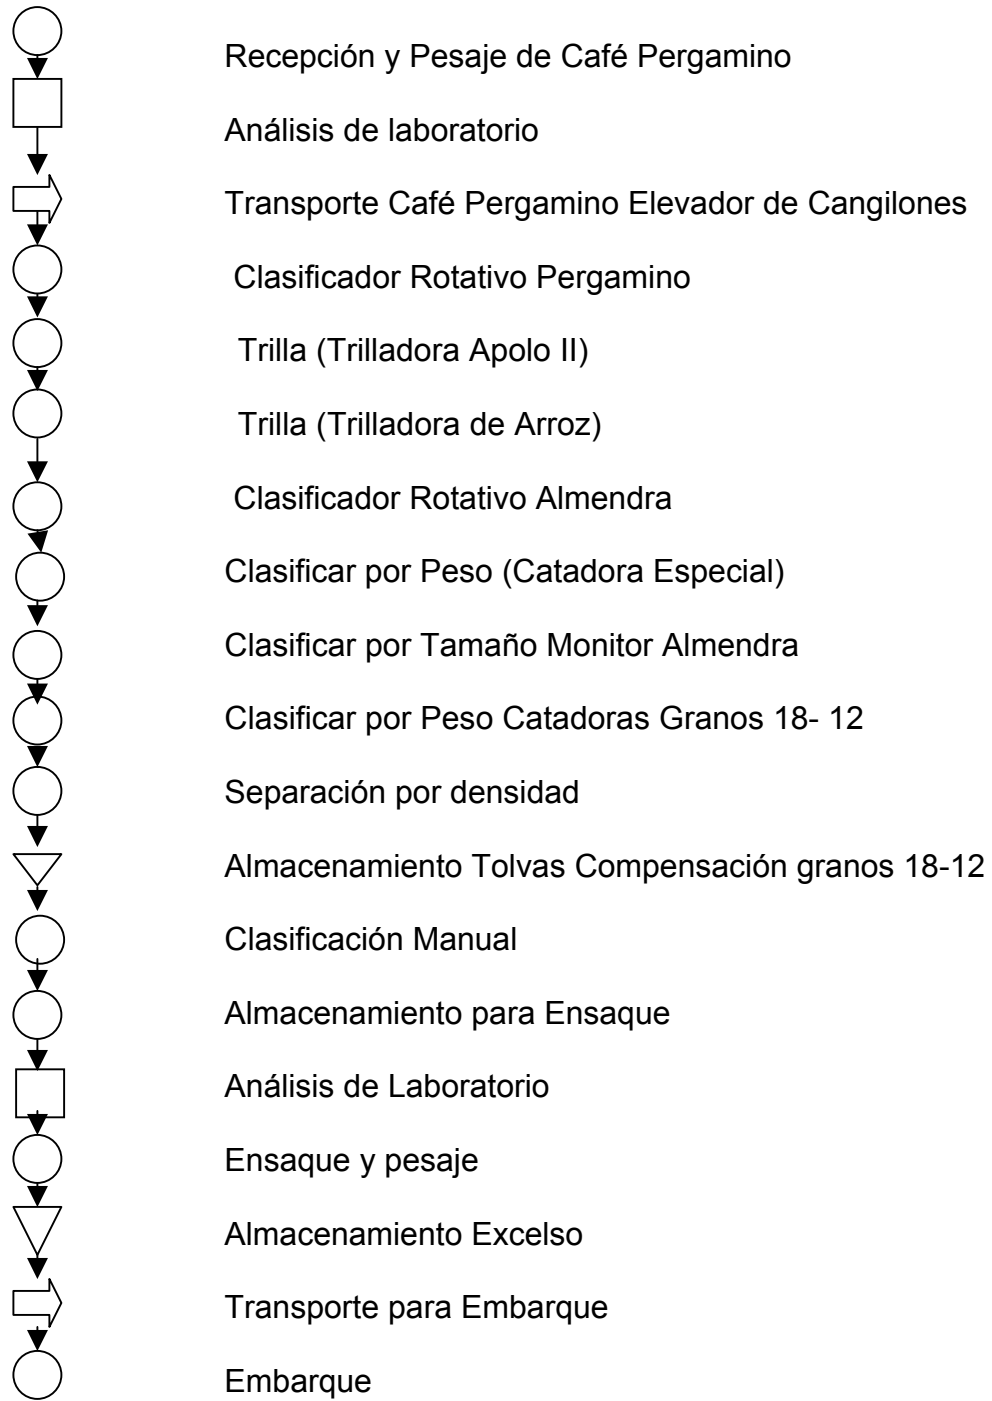 Recepción y Pesaje de Café Pergamino
Análisis de laboratorio
Transporte Café Pergamino Elevador de Cangilones
Clasificador Rotativo Pergamino
Trilla (Trilladora Apolo II)
Trilla (Trilladora de Arroz)
Clasificador Rotativo Almendra
Clasificar por Peso (Catadora Especial)
Clasificar por Tamaño Monitor Almendra
Clasificar por Peso Catadoras Granos 18- 12
Separación por densidad
Almacenamiento Tolvas Compensación granos 18-12
Clasificación Manual
Almacenamiento para Ensaque
Análisis de Laboratorio
Ensaque y pesaje
Almacenamiento Excelso
Transporte para Embarque
Embarque